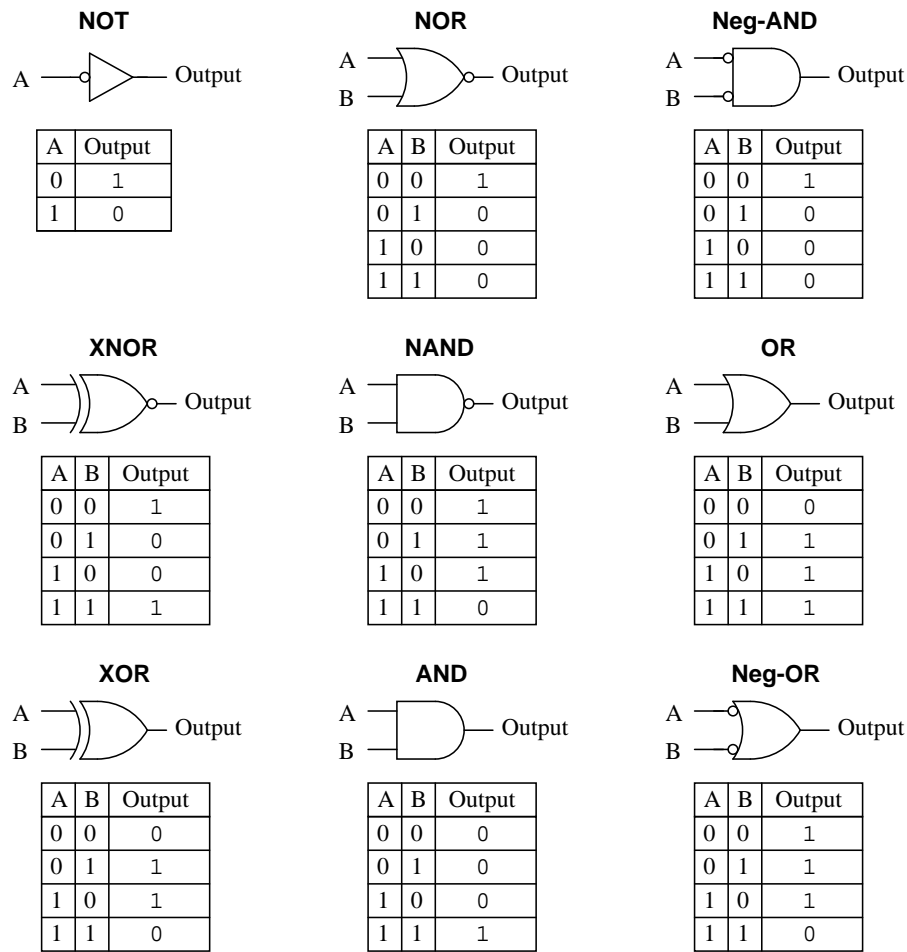 NOT NOR Neg-AND
A Output
A B Output
A B Output
A Output
0 1
1 0
A B Output
0 0 1
0 1 0
1 0 0
1 1 0
A B Output
0 0 1
0 1 0
1 0 0
1 1 0
XNOR NAND OR
A B Output
A B Output
A B Output
A B Output
0 0 1
0 1 0
1 0 0
1 1 1
A B Output
0 0 1
0 1 1
1 0 1
1 1 0
A B Output
0 0 0
0 1 1
1 0 1
1 1 1
XOR AND Neg-OR
A B Output
A B Output
A B Output
A B Output
0 0 0
0 1 1
1 0 1
1 1 0
A B Output
0 0 0
0 1 0
1 0 0
1 1 1
A B Output
0 0 1
0 1 1
1 0 1
1 1 0